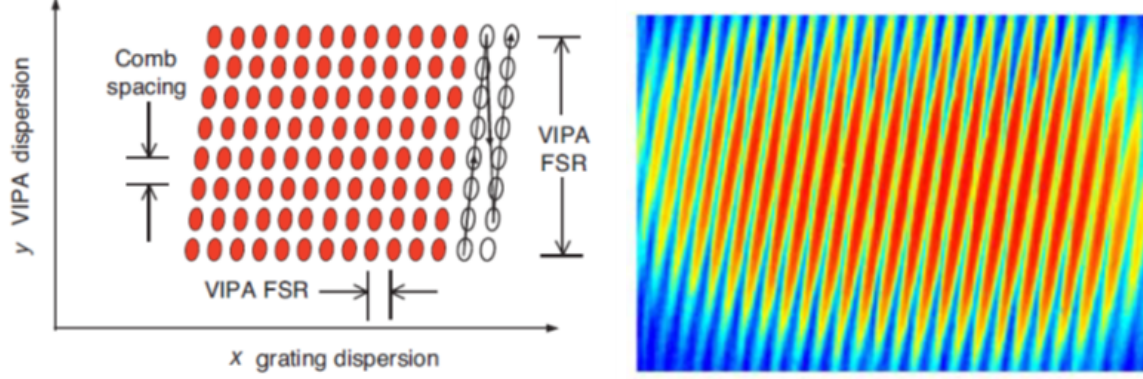 Comb
spacing
y VIPA dispersion
VIPA
FSR
VIPA FSR
x grating dispersion